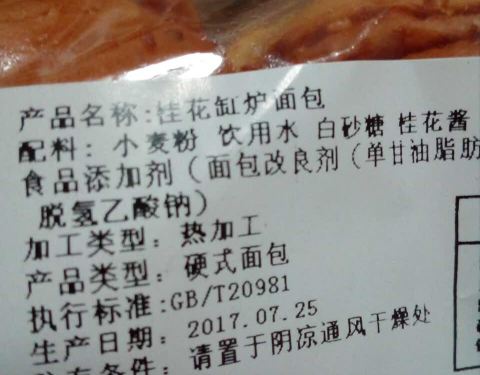 产品名称:桂花缸炉面包
配料: 小麦粉 饮用水 白砂糖 桂花酱
食品添加剂(面包改良剂(单甘油脂肪
脱氢乙酸钠)
加工类型: 热加工
产品类型: 硬式面包
执行标准:GB/T20981
生产日期: 2017.07.25
条件: 请置于阴凉通风干燥处